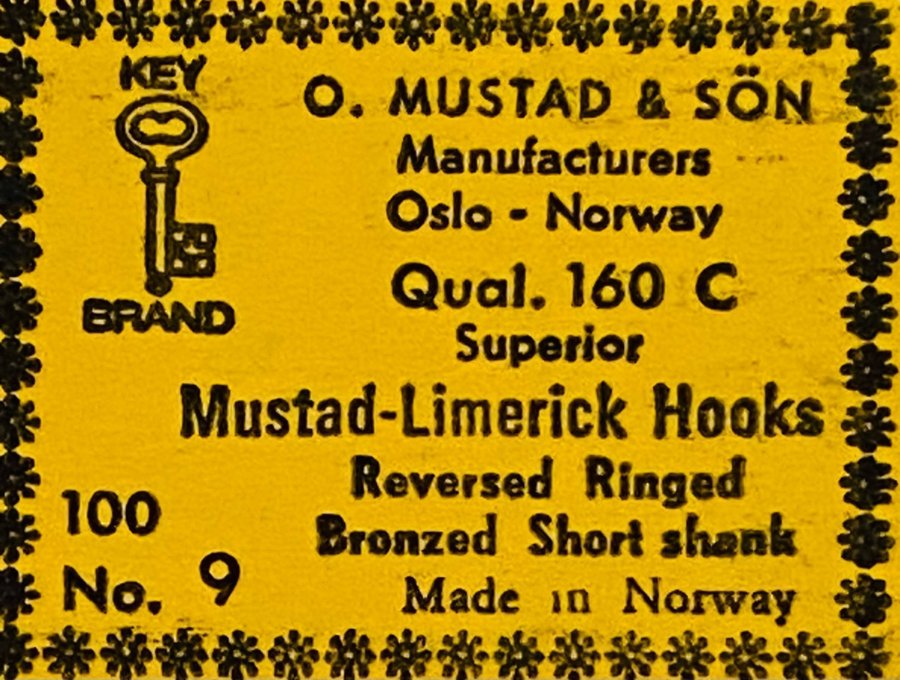 KEY
BRAND
O. MUSTAD & SÖN
Manufacturers
Oslo - Norway
Qual. 160 C
Superior
Mustad-Limerick Hooks
Reversed Ringed
Bronzed Short shank
Made in Norway
100
No. 9